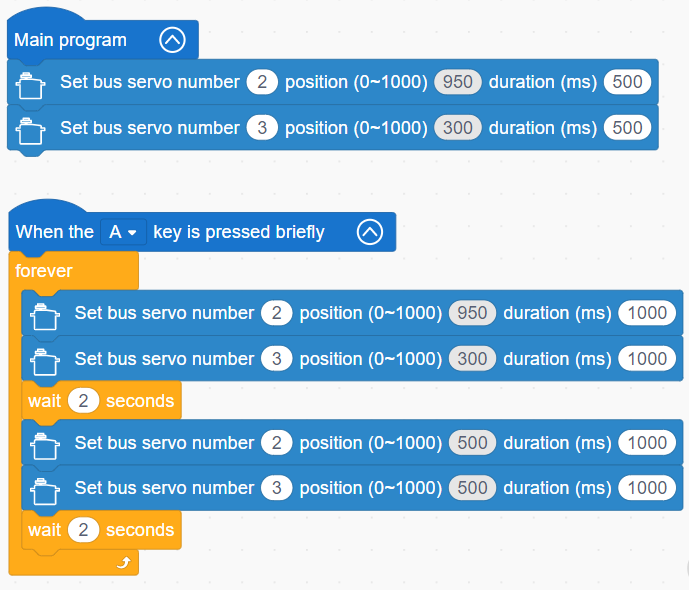 Main program
Set bus servo number 2 position (0~1000) 950 duration (ms) 500
Set bus servo number 3 position (0~1000) 300 duration (ms) 500
When the A key is pressed briefly
forever
Set bus servo number 2 position (0~1000) 950 duration (ms) 1000
Set bus servo number 3 position (0~1000) 300 duration (ms) 1000
wait 2 seconds
Set bus servo number 2 position (0~1000) 500 duration (ms) 1000
Set bus servo number 3 position (0~1000) 500 duration (ms) 1000
wait 2 seconds